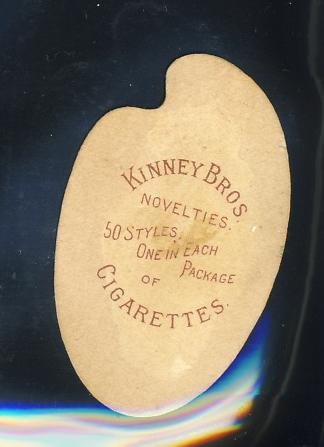 KINNEY BROS.
NOVELTIES.
50 STYLES,
ONE IN EACH
PACKAGE
OF
CIGARETTES.